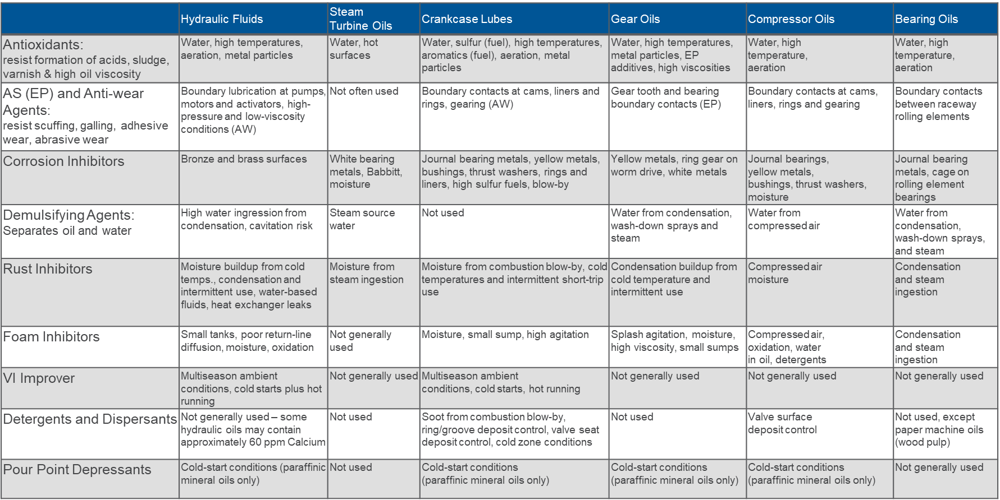 Hydraulic Fluids
Steam
Turbine Oils
Crankcase Lubes
Gear Oils
Compressor Oils
Bearing Oils
Antioxidants:
resist formation of acids, sludge,
varnish & high oil viscosity
Water, high temperatures,
aeration, metal particles
Water, hot
surfaces
Water, sulfur (fuel), high temperatures,
aromatics (fuel), aeration, metal
particles
Water, high temperatures,
metal particles, EP
additives, high viscosities
Water, high
temperature,
aeration
Water, high
temperature,
aeration
AS (EP) and Anti-wear
Agents:
resist scuffing, galling, adhesive
wear, abrasive wear
Boundary lubrication at pumps,
motors and activators, high-
pressure and low-viscosity
conditions (AW)
Not often used
Boundary contacts at cams, liners and
rings, gearing (AW)
Gear tooth and bearing
boundary contacts (EP)
Boundary contacts at cams,
liners, rings and gearing
Boundary contacts
between raceway
rolling elements
Corrosion Inhibitors
Bronze and brass surfaces
White bearing
metals, Babbitt,
moisture
Journal bearing metals, yellow metals,
bushings, thrust washers, rings and
liners, high sulfur fuels, blow-by
Yellow metals, ring gear on
worm drive, white metals
Journal bearings,
yellow metals,
bushings, thrust washers,
moisture
Journal bearing
metals, cage on
rolling element
bearings
Demulsifying Agents:
Separates oil and water
High water ingression from
condensation, cavitation risk
Steam source
water
Not used
Water from condensation,
wash-down sprays and
steam
Water from
compressed air
Water from
condensation,
wash-down sprays,
and steam
Rust Inhibitors
Moisture buildup from cold
temps., condensation and
intermittent use, water-based
fluids, heat exchanger leaks
Moisture from
steam ingestion
Moisture from combustion blow-by, cold
temperatures and intermittent short-trip
use
Condensation buildup from
cold temperature and
intermittent use
Compressed air
moisture
Condensation
and steam
ingestion
Foam Inhibitors
Small tanks, poor return-line
diffusion, moisture, oxidation
Not generally
used
Moisture, small sump, high agitation
Splash agitation, moisture,
high viscosity, small sumps
Compressed air,
oxidation, water
in oil, detergents
Condensation
and steam
ingestion
VI Improver
Multiseason ambient
conditions, cold starts plus hot
running
Not generally used
Multiseason ambient
conditions, cold starts, hot running
Not generally used
Not generally used
Not generally used
Detergents and Dispersants
Not generally used – some
hydraulic oils may contain
approximately 60 ppm Calcium
Not used
Soot from combustion blow-by,
ring/groove deposit control, valve seat
deposit control, cold zone conditions
Not used
Valve surface
deposit control
Not used, except
paper machine oils
(wood pulp)
Pour Point Depressants
Cold-start conditions (paraffinic
mineral oils only)
Not used
Cold-start conditions
(paraffinic mineral oils only)
Cold-start conditions
(paraffinic mineral oils only)
Cold-start conditions
(paraffinic mineral oils only)
Not generally used